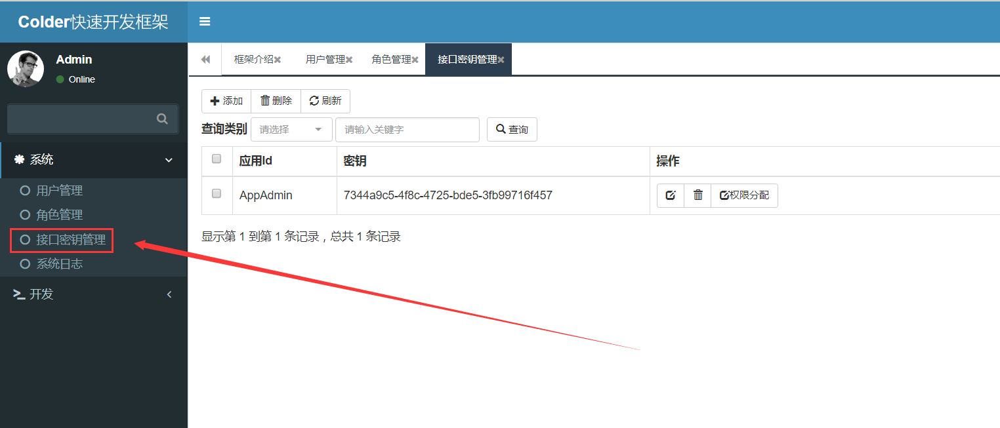 Colder快速开发框架
Admin
Online
系统
用户管理
角色管理
接口密钥管理
系统日志
开发
框架介绍 用户管理 角色管理 接口密钥管理
添加 删除 刷新
查询类别 请选择 请输入关键字 查询
应用Id 密钥 操作
AppAdmin 7344a9c5-4f8c-4725-bde5-3fb99716f457 权限分配
显示第 1 到第 1 条记录，总共 1 条记录